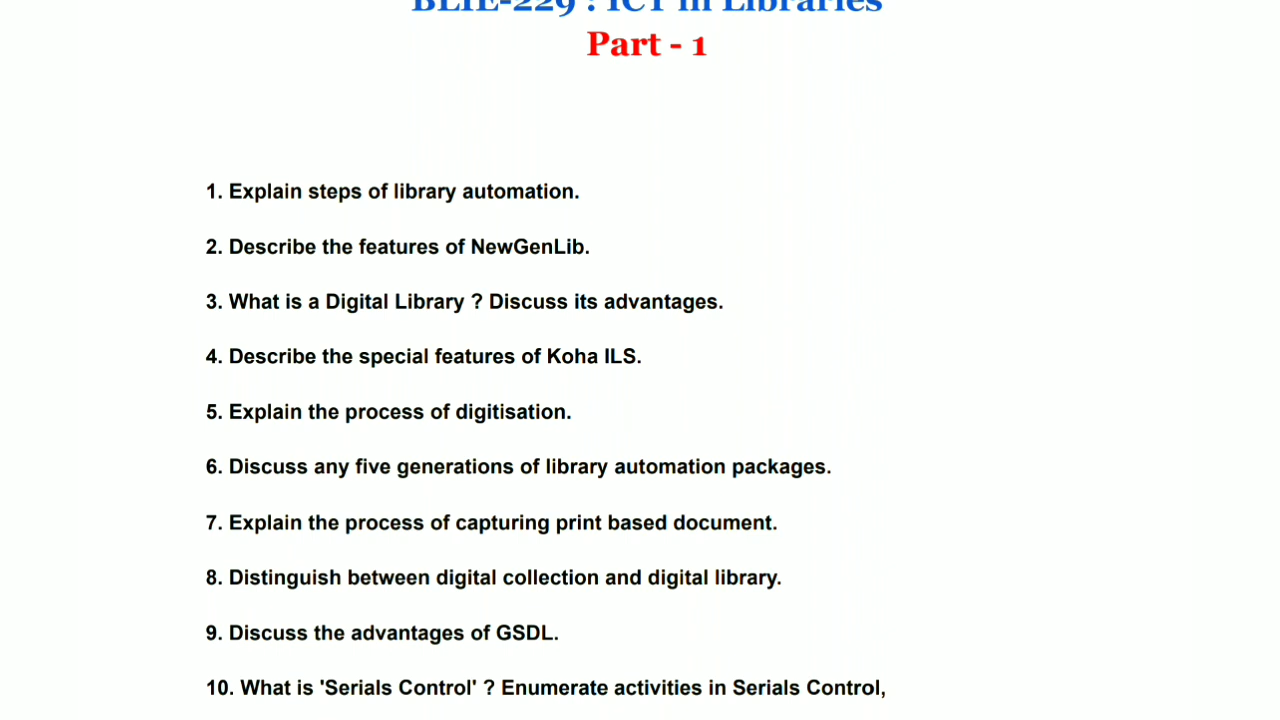 BLIE-229 : ICT in Libraries
Part - 1
1. Explain steps of library automation.
2. Describe the features of NewGenLib.
3. What is a Digital Library ? Discuss its advantages.
4. Describe the special features of Koha ILS.
5. Explain the process of digitisation.
6. Discuss any five generations of library automation packages.
7. Explain the process of capturing print based document.
8. Distinguish between digital collection and digital library.
9. Discuss the advantages of GSDL.
10. What is 'Serials Control' ? Enumerate activities in Serials Control,